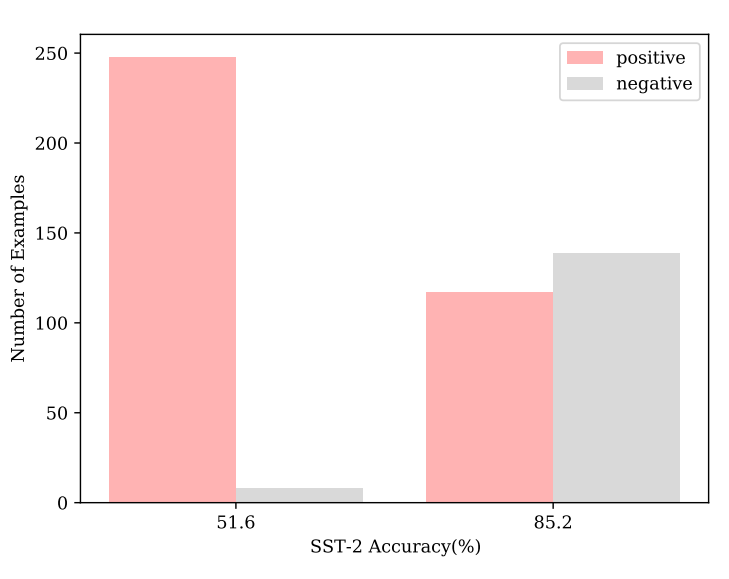 positive
negative
250
200
150
100
50
0
Number of Examples
51.6
85.2
SST-2 Accuracy(%)